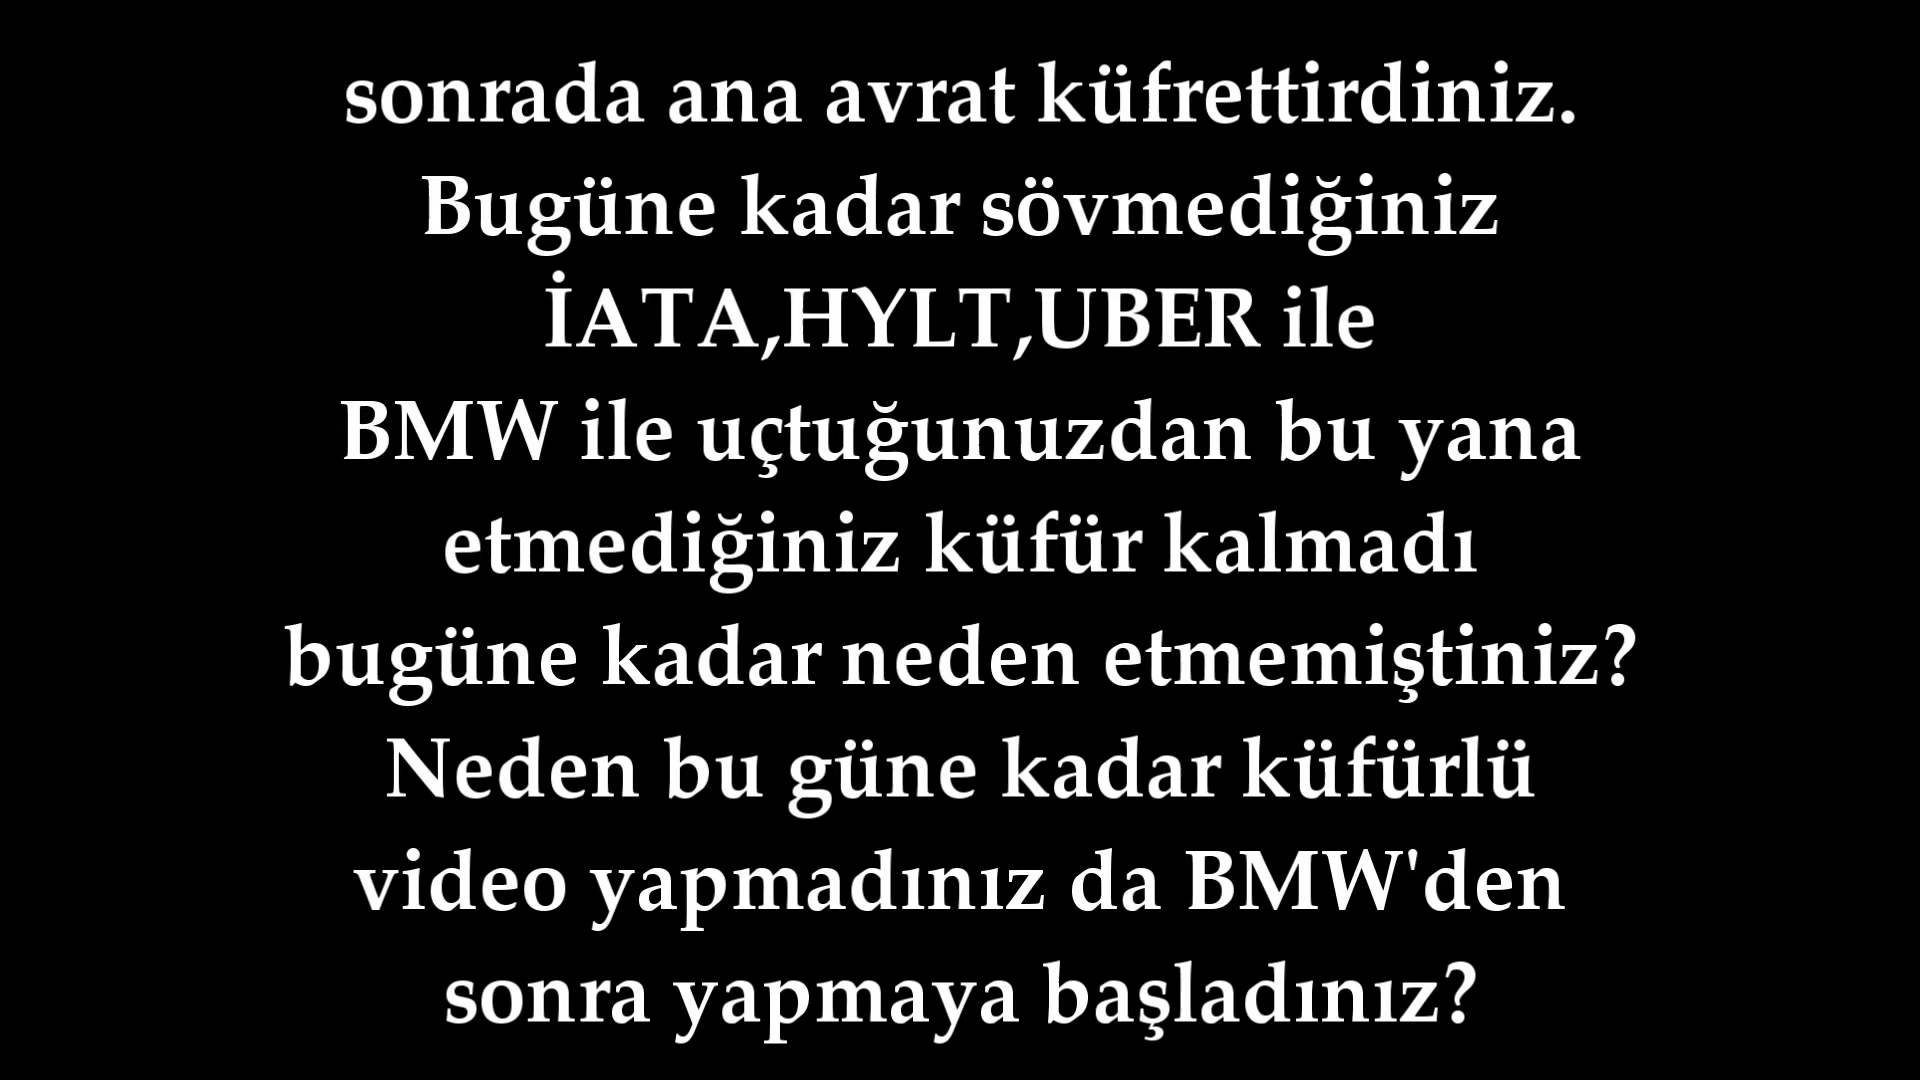 sonrada ana avrat küfrettirdiniz.
Bugüne kadar sövmediğiniz
İATA,HYLT,UBER ile
BMW ile uçtuğunuzdan bu yana
etmediğiniz küfür kalmadı
bugüne kadar neden etmemiştiniz?
Neden bu güne kadar küfürlü
video yapmadınız da BMW'den
sonra yapmaya başladınız?